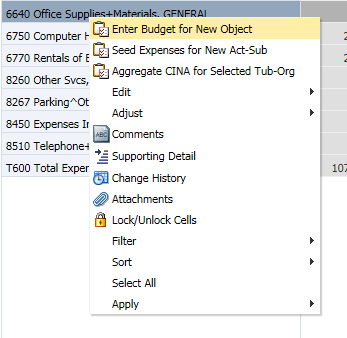 6640 Office Supplies+Materials, GENERAL
6750 Computer
6770 Rentals of
8260 Other Svcs,
8267 Parking^Ot
8450 Expenses In
8510 Telephone+
T600 Total Exper
107
Enter Budget for New Object
Seed Expenses for New Act-Sub
Aggregate CINA for Selected Tub-Org
Edit
Adjust
ABC Comments
Supporting Detail
Change History
Attachments
Lock/Unlock Cells
Filter
Sort
Select All
Apply